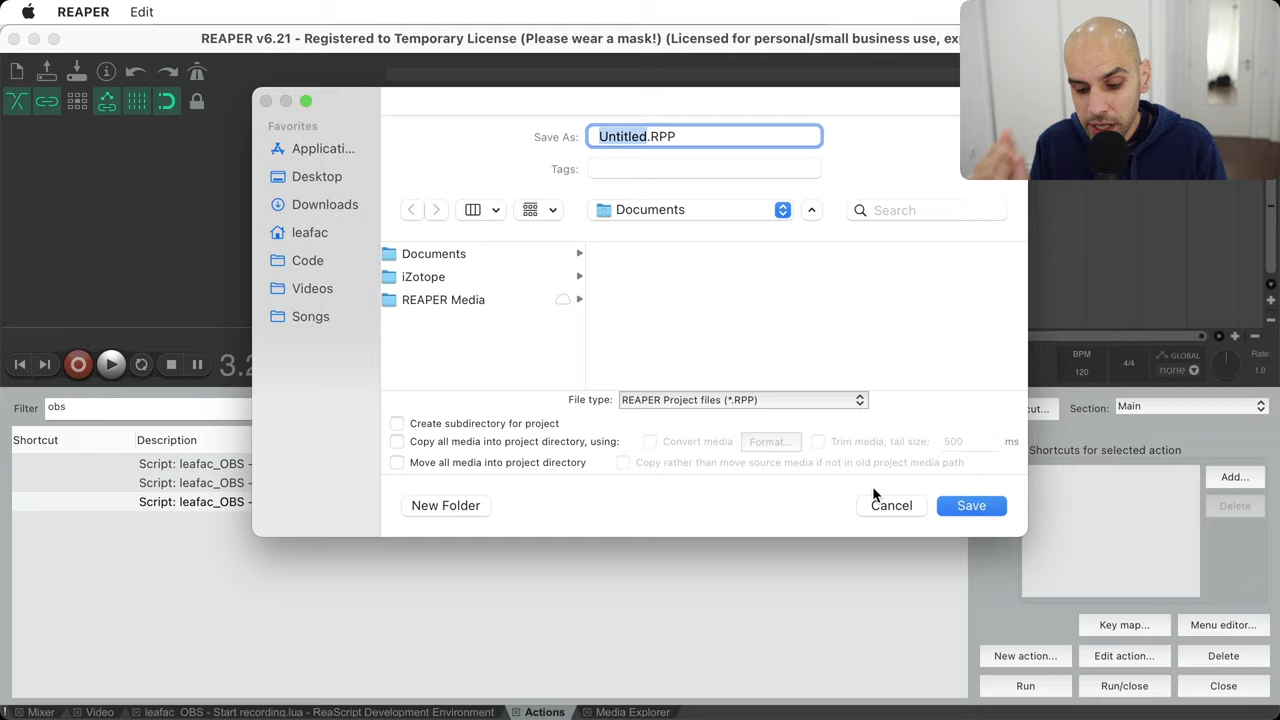 REAPER Edit
REAPER v6.21 - Registered to Temporary License (Please wear a mask!) (Licensed for personal/small business use,
Favorites
Applicati...
Desktop
Downloads
leafac
Code
Videos
Songs
Save As: Untitled.RPP
Tags:
Documents
Search
Documents
iZotope
REAPER Media
File type: REAPER Project files (*.RPP)
Create subdirectory for project
Copy all media into project directory, using: Convert media Format... Trim media, tail size: 500 ms
Move all media into project directory Copy rather than move source media if not in old project media path
New Folder Cancel Save
3.2
BPM
120
4/4
GLOBAL
none
Rate:
1.0
Filter obs
Shortcut Description
Script: leafac_OBS -
Script: leafac_OBS -
Script: leafac_OBS -
cut... Section: Main
Shortcuts for selected action
Add...
Delete
Key map... Menu editor...
New action... Edit action... Delete
Run Run/close Close
! Mixer Video leafac_OBS - Start recording.lua - ReaScript Development Environment Actions Media Explorer